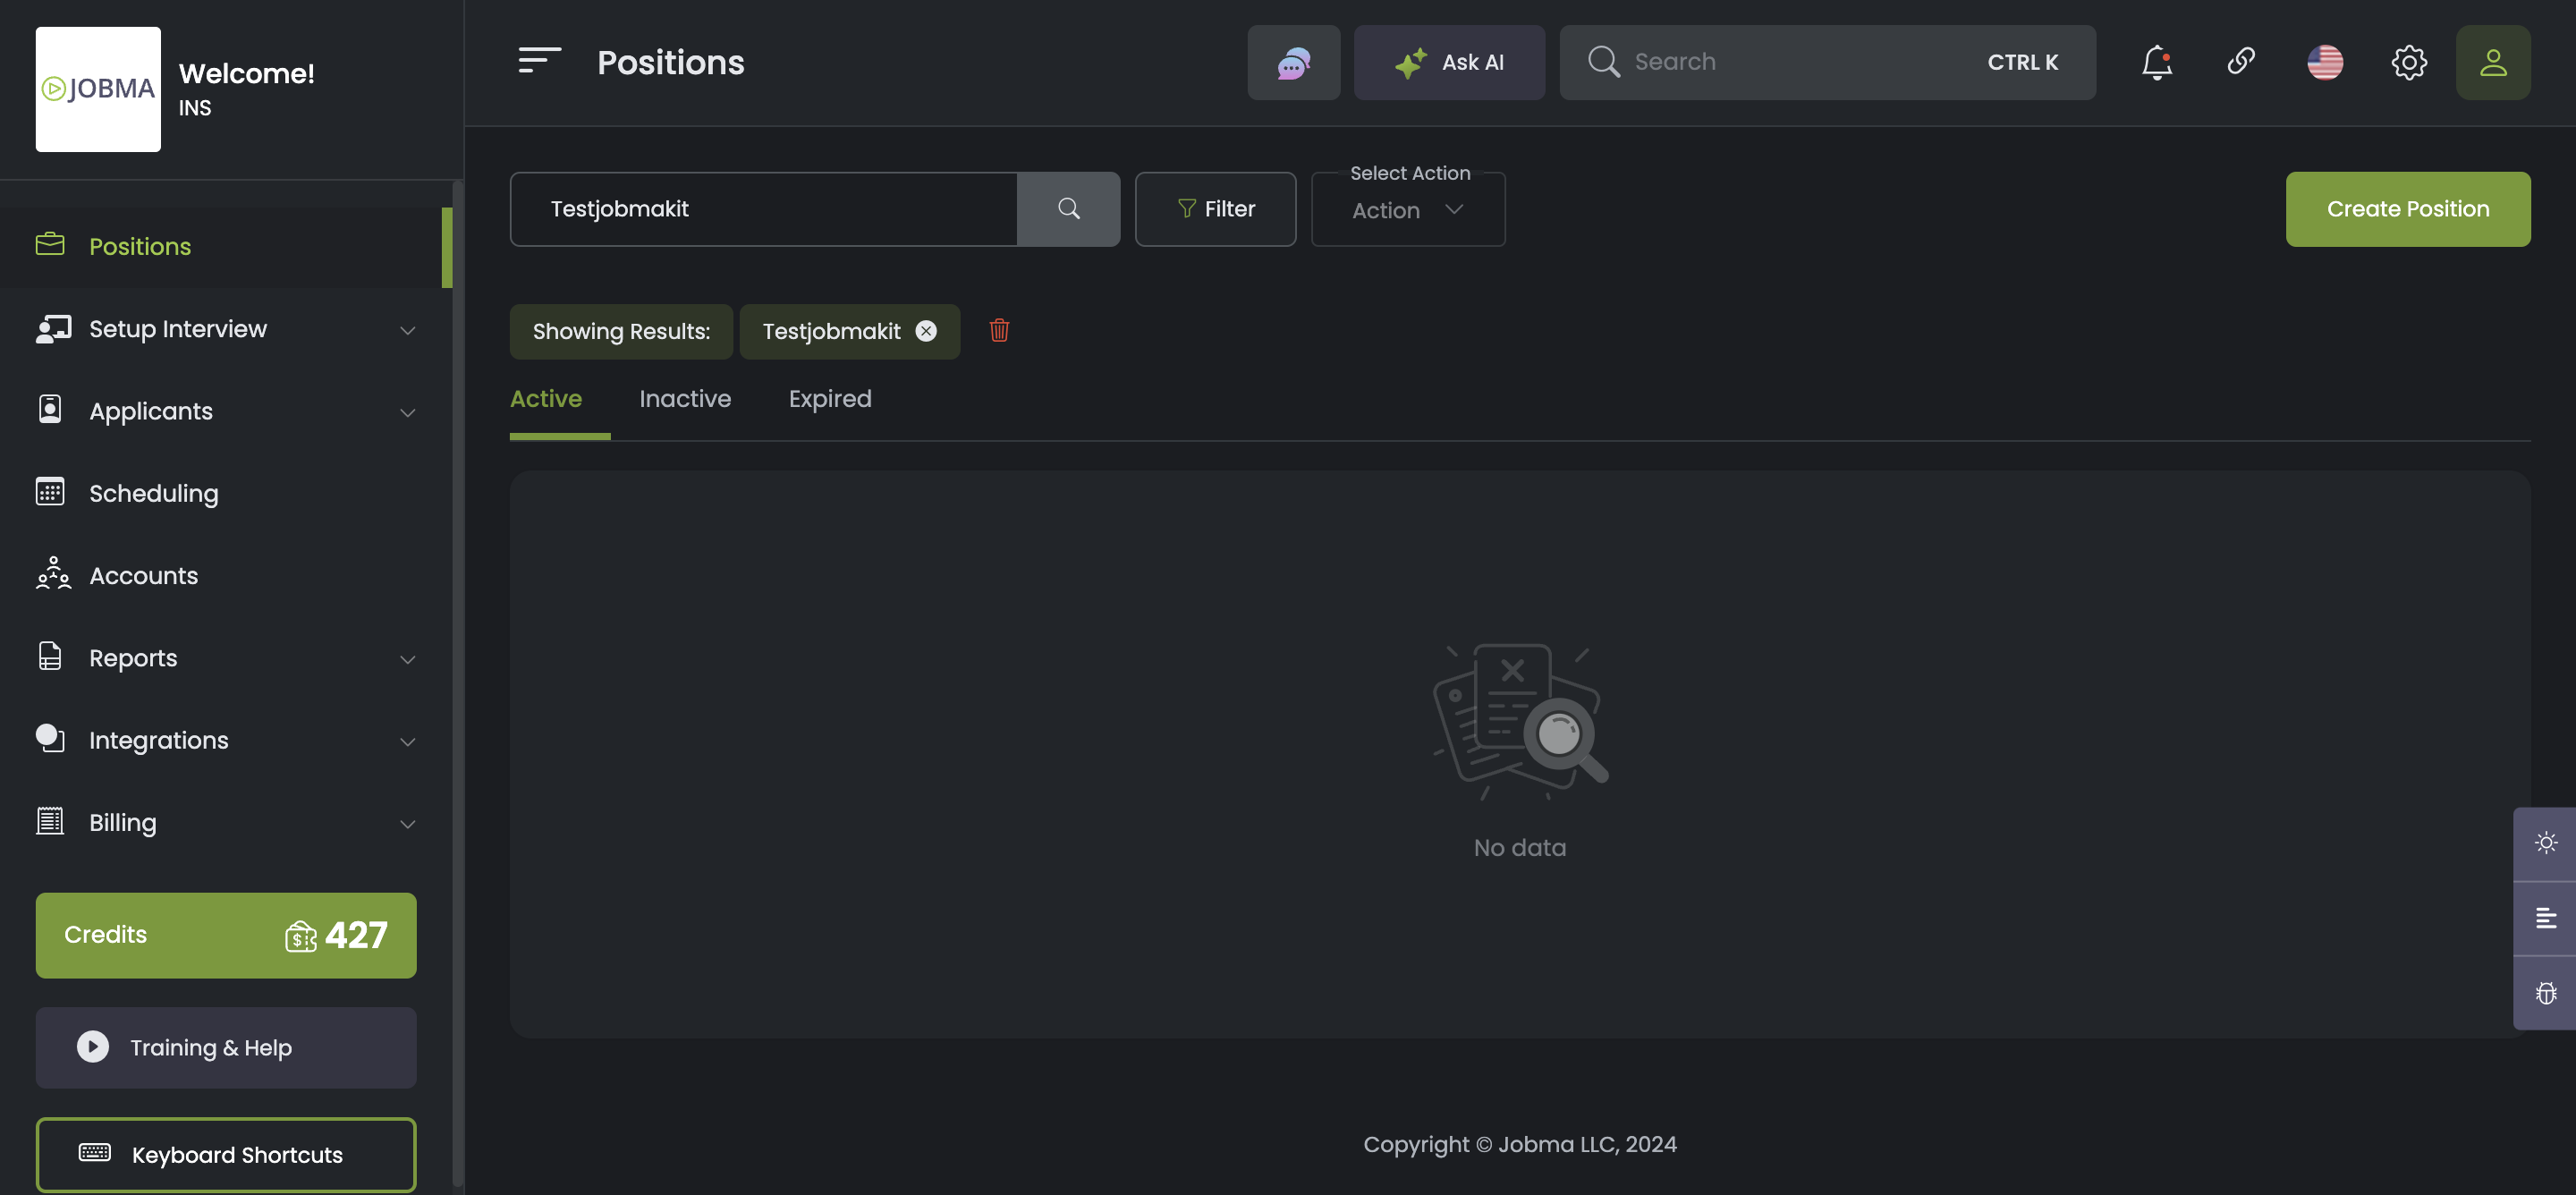 JOBMA
Welcome!
INS
Positions
Setup Interview
Applicants
Scheduling
Accounts
Reports
Integrations
Billing
Credits
427
Training & Help
Keyboard Shortcuts
Positions
Ask AI
Search
CTRL K
Testjobmakit
Filter
Select Action
Action
Create Position
Showing Results:
Testjobmakit
Active
Inactive
Expired
No data
Copyright © Jobma LLC, 2024